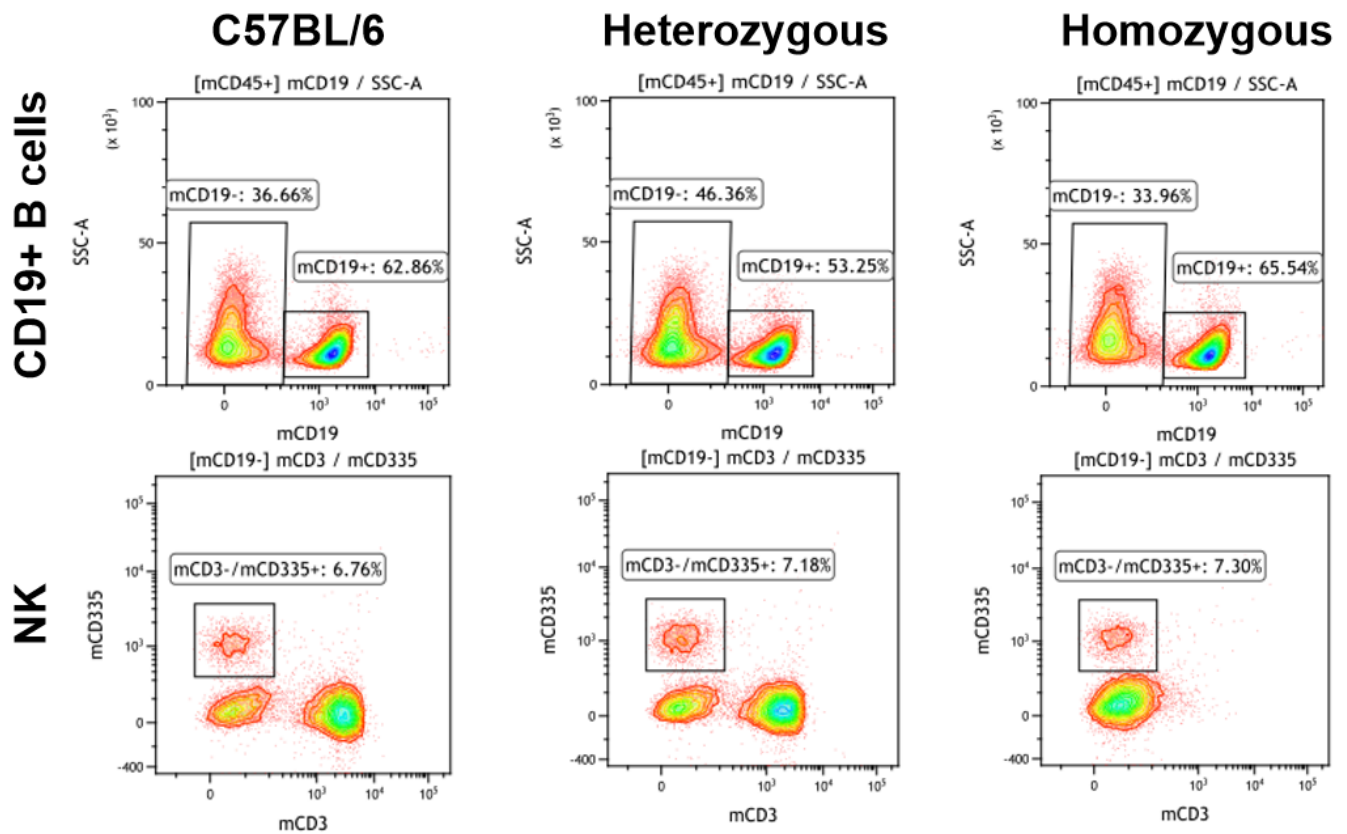 C57BL/6
Heterozygous
Homozygous
CD19+ B cells
[mCD45+] mCD19 / SSC-A
(x 10³)
100
50
0
SSC-A
mCD19-: 36.66%
mCD19+: 62.86%
0 10³ 10⁴ 10⁵
mCD19
[mCD45+] mCD19 / SSC-A
(x 10³)
100
50
0
SSC-A
mCD19-: 46.36%
mCD19+: 53.25%
0 10³ 10⁴ 10⁵
mCD19
[mCD45+] mCD19 / SSC-A
(x 10³)
100
50
0
SSC-A
mCD19-: 33.96%
mCD19+: 65.54%
0 10³ 10⁴ 10⁵
mCD19
NK
[mCD19-] mCD3 / mCD335
10⁵
10⁴
10³
0
-400
mCD335
mCD3-/mCD335+: 6.76%
0 10³ 10⁴ 10⁵
mCD3
[mCD19-] mCD3 / mCD335
10⁵
10⁴
10³
0
-400
mCD335
mCD3-/mCD335+: 7.18%
0 10³ 10⁴ 10⁵
mCD3
[mCD19-] mCD3 / mCD335
10⁵
10⁴
10³
0
-400
mCD335
mCD3-/mCD335+: 7.30%
0 10³ 10⁴ 10⁵
mCD3